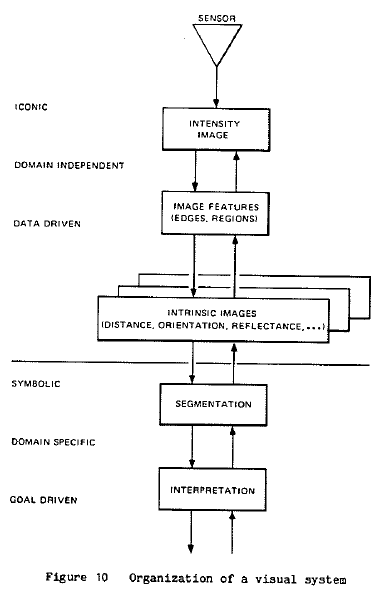 SENSOR
ICONIC
INTENSITY
IMAGE
DOMAIN INDEPENDENT
IMAGE FEATURES
(EDGES, REGIONS)
DATA DRIVEN
INTRINSIC IMAGES
(DISTANCE, ORIENTATION, REFLECTANCE,...)
SYMBOLIC
SEGMENTATION
DOMAIN SPECIFIC
INTERPRETATION
GOAL DRIVEN
Figure 10 Organization of a visual system